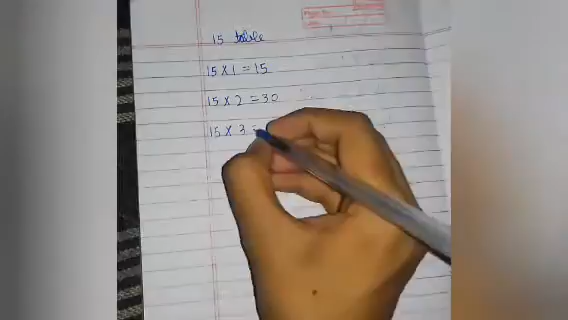 15 table
15 x 1 = 15
15 x 2 = 30
15 x 3 =